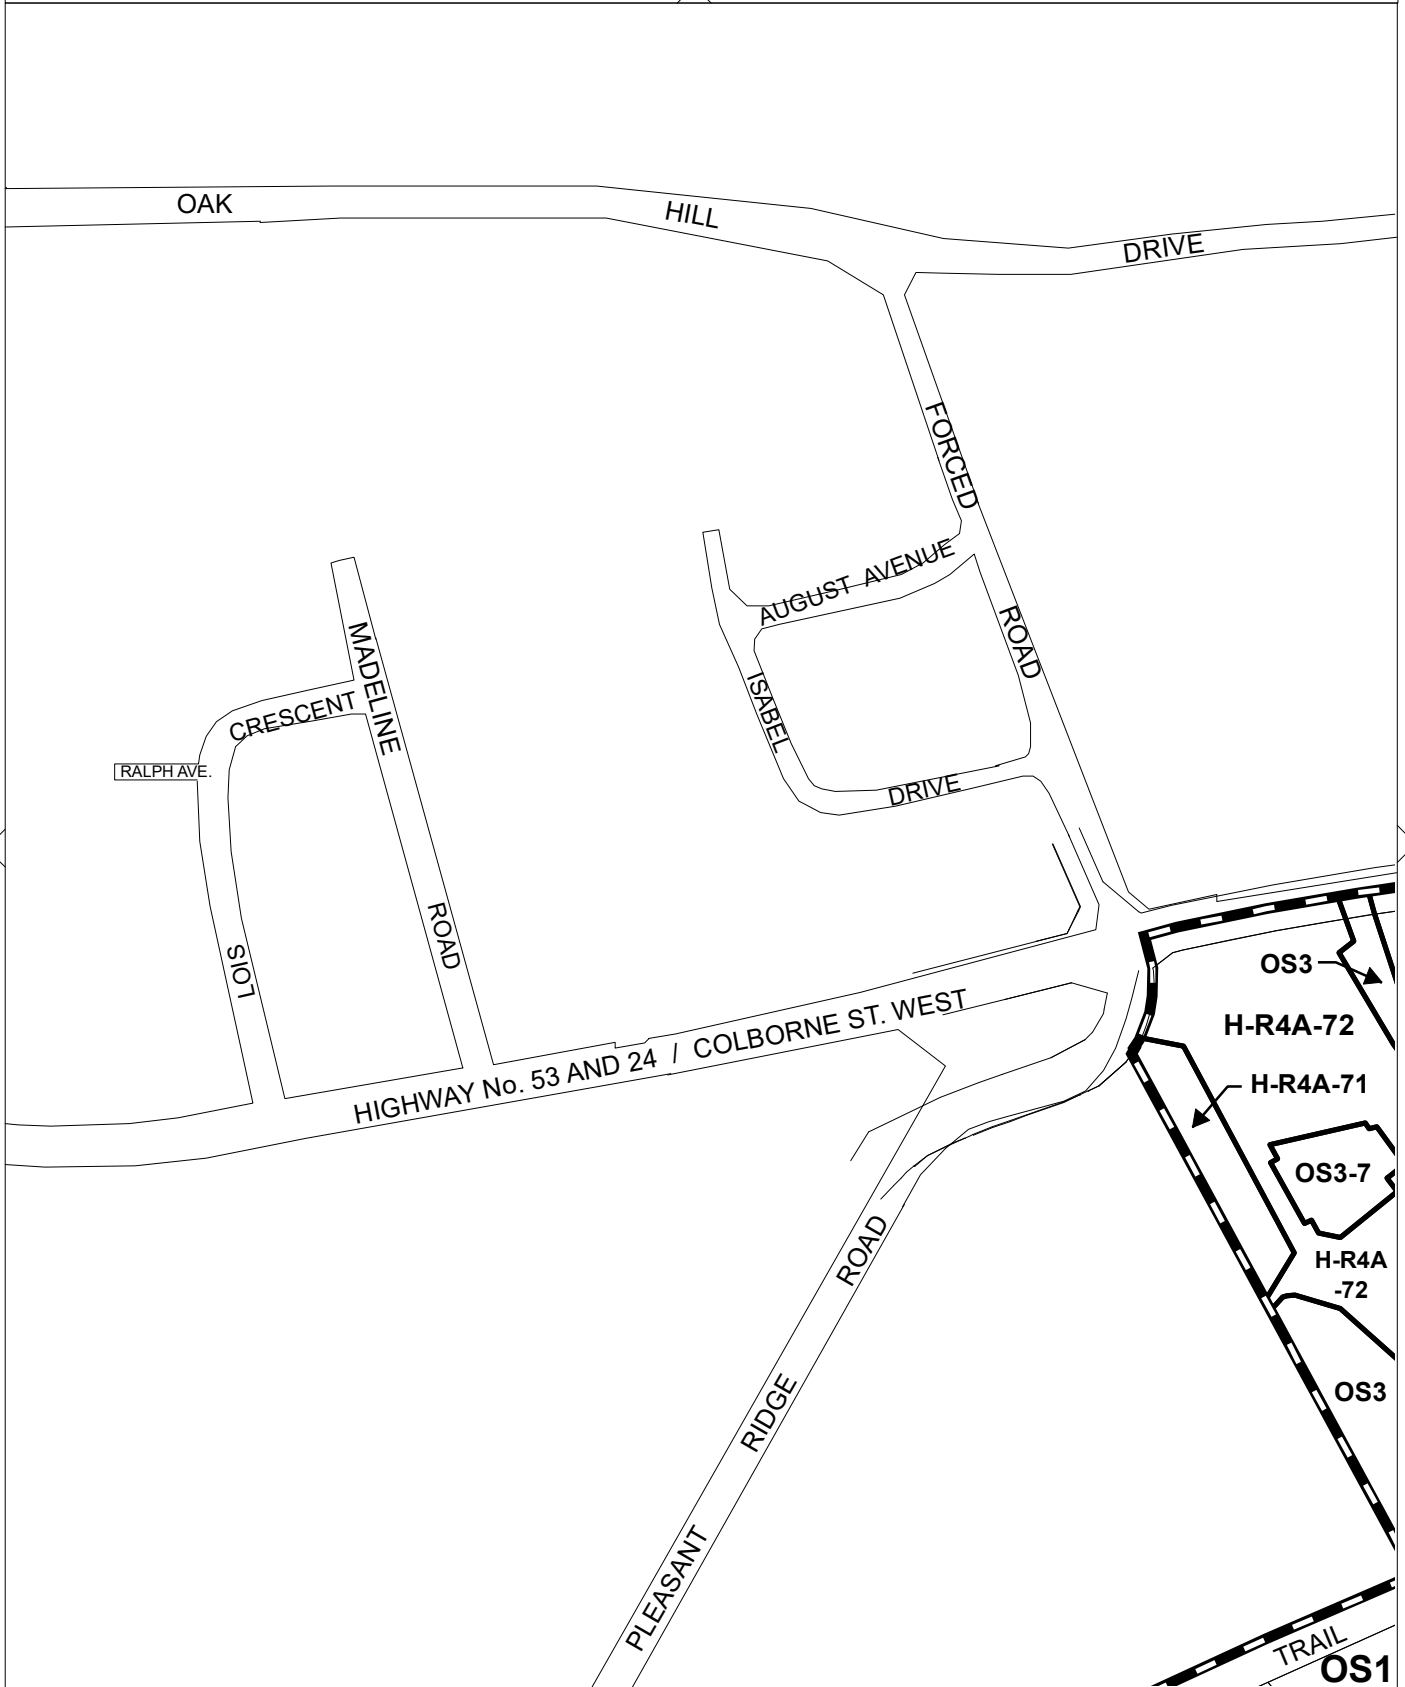 OAK
HILL
DRIVE
FORCED
ROAD
AUGUST AVENUE
ISABEL
DRIVE
MADELINE
ROAD
CRESCENT
RALPH AVE.
LOIS
HIGHWAY No. 53 AND 24 / COLBORNE ST. WEST
OS3
H-R4A-72
H-R4A-71
OS3-7
H-R4A
-72
OS3
PLEASANT
RIDGE
ROAD
TRAIL
OS1